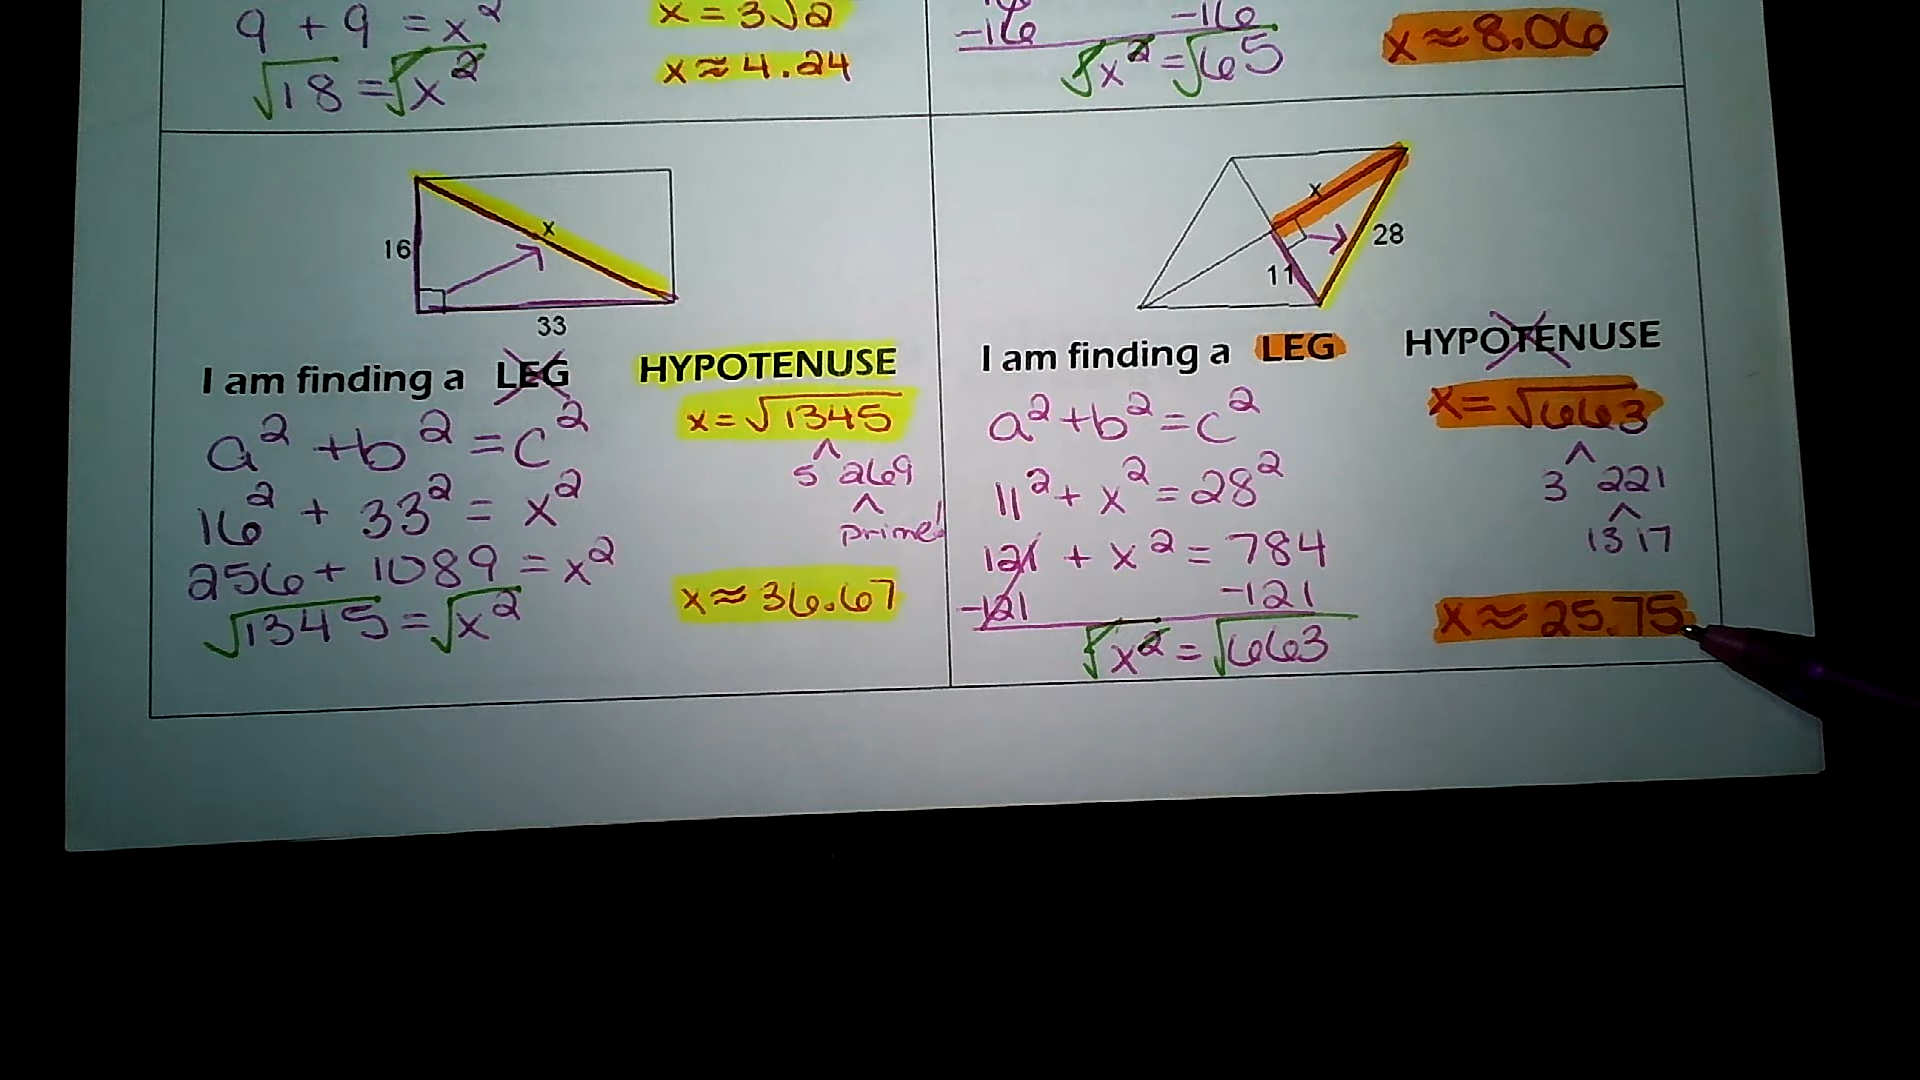 9 + 9 = x²
√18 = √x²
x = 3√2
x ≈ 4.24
-16 -16
√x² = √65
x ≈ 8.06
16
x
33
I am finding a LEG HYPOTENUSE
a² + b² = c²
16² + 33² = x²
256 + 1089 = x²
√1345 = √x²
x = √1345
5 269
prime!
x ≈ 36.67
x
28
11
I am finding a LEG HYPOTENUSE
a² + b² = c²
11² + x² = 28²
121 + x² = 784
-121 -121
√x² = √663
x = √663
3 221
13 17
x ≈ 25.75